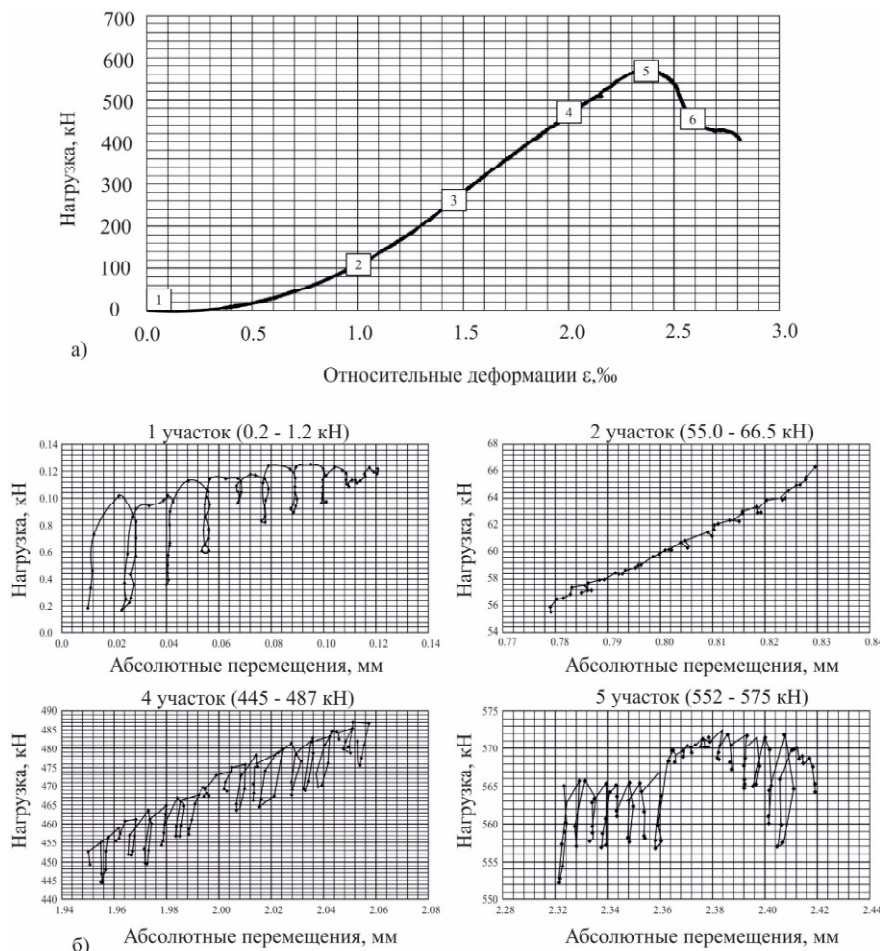 700
600
500
400
300
200
100
0
Нагрузка, кН
1
2
3
4
5
6
0.0 0.5 1.0 1.5 2.0 2.5 3.0
а)
Относительные деформации ε,‰
1 участок (0.2 - 1.2 кН)
0.14
0.12
0.10
0.8
0.6
0.4
0.2
0.0
Нагрузка, кН
0.0 0.02 0.04 0.06 0.08 0.10 0.12 0.14
Абсолютные перемещения, мм
2 участок (55.0 - 66.5 кН)
68
66
64
62
60
58
56
54
Нагрузка, кН
0.77 0.78 0.79 0.80 0.81 0.82 0.83 0.84
Абсолютные перемещения, мм
4 участок (445 - 487 кН)
490
485
480
475
470
465
460
455
450
445
440
Нагрузка, кН
1.94 1.96 1.98 2.00 2.02 2.04 2.06 2.08
б)
Абсолютные перемещения, мм
5 участок (552 - 575 кН)
575
570
565
560
555
550
Нагрузка, кН
2.28 2.30 2.32 2.34 2.36 2.38 2.40 2.42 2.44
Абсолютные перемещения, мм